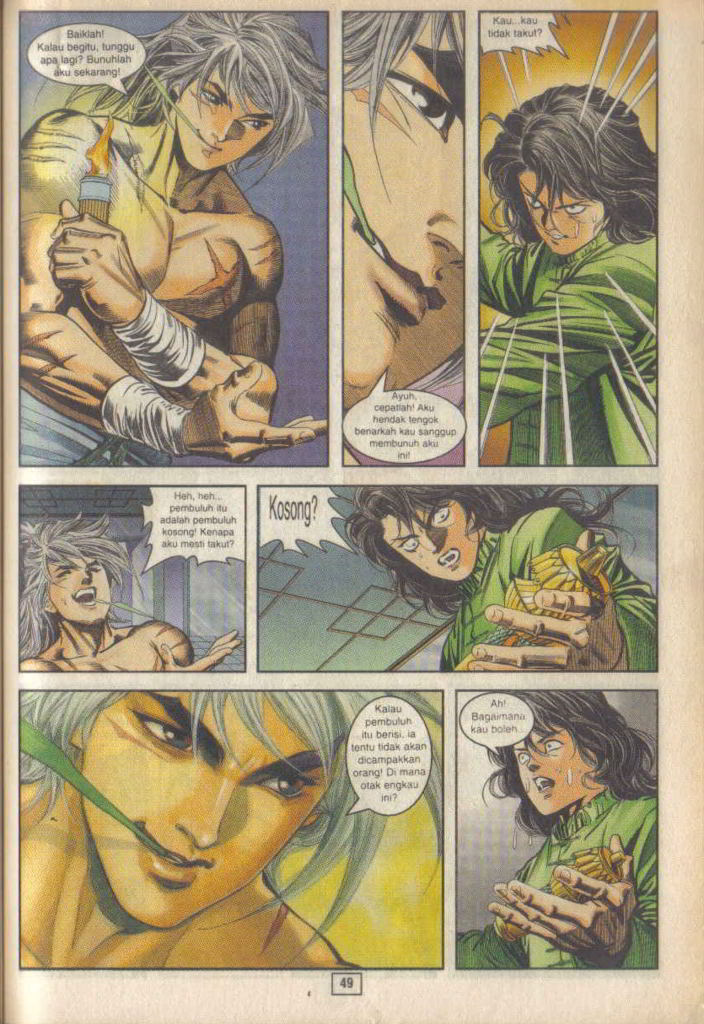 Baiklah!
Kalau begitu, tunggu
apa lagi? Bunuhlah
aku sekarang!
Ayuh,
cepatlah! Aku
hendak tengok
benarkah kau sanggup
membunuh aku
ini!
Kau...kau
tidak takut?
Heh, heh...
pembuluh itu
adalah pembuluh
kosong! Kenapa
aku mesti takut?
Kosong?
Kalau
pembuluh
itu berisi, ia
tentu tidak akan
dicampakkan
orang! Di mana
otak engkau
ini?
Ah!
Bagaimana
kau boleh...
49